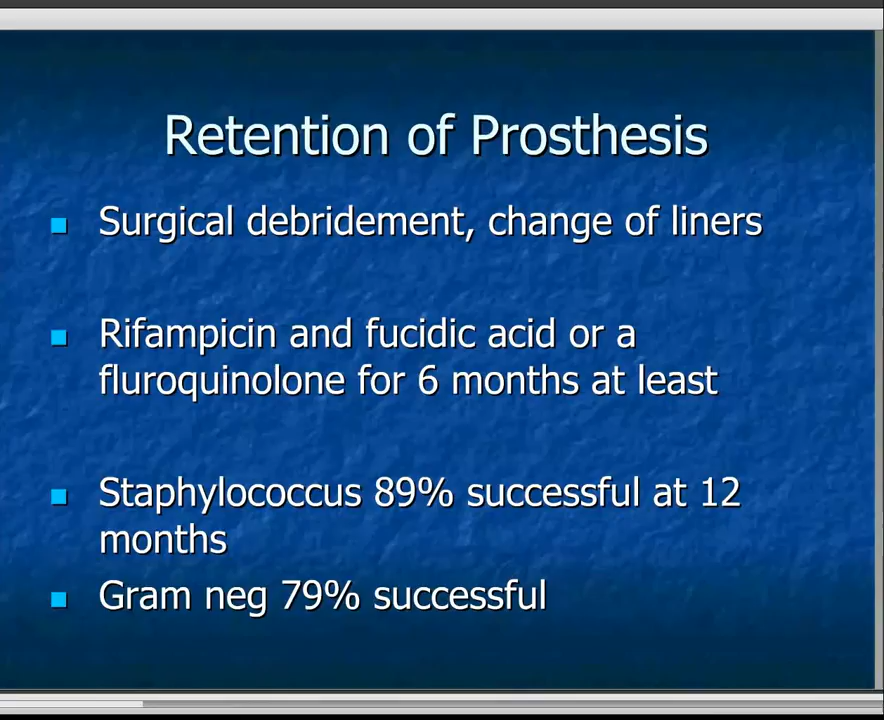 Retention of Prosthesis
Surgical debridement, change of liners
Rifampicin and fucidic acid or a
fluroquinolone for 6 months at least
Staphylococcus 89% successful at 12
months
Gram neg 79% successful